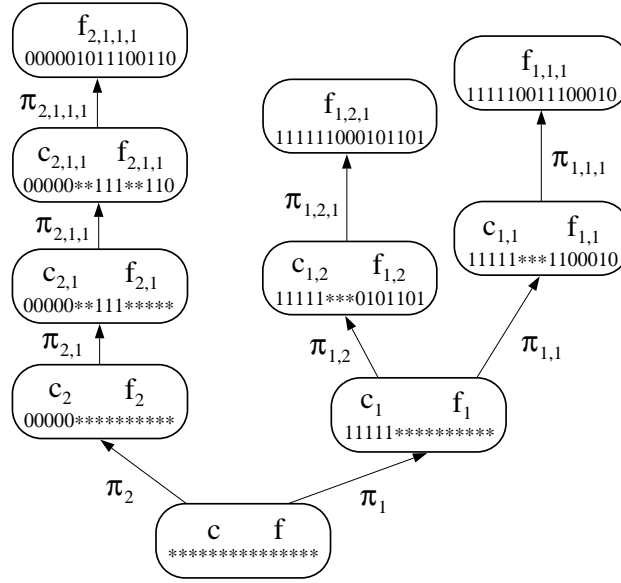 f2,1,1,1
000001011100110
f1,1,1
111110011100010
π2,1,1,1
f1,2,1
111111000101101
c2,1,1 f2,1,1
00000**111**110
π1,1,1
π1,2,1
π2,1,1
c1,1 f1,1
11111***1100010
c2,1 f2,1
00000**111*****
c1,2 f1,2
11111***0101101
π2,1
π1,2
π1,1
c2 f2
00000**********
c1 f1
11111**********
π2
π1
c f
***************